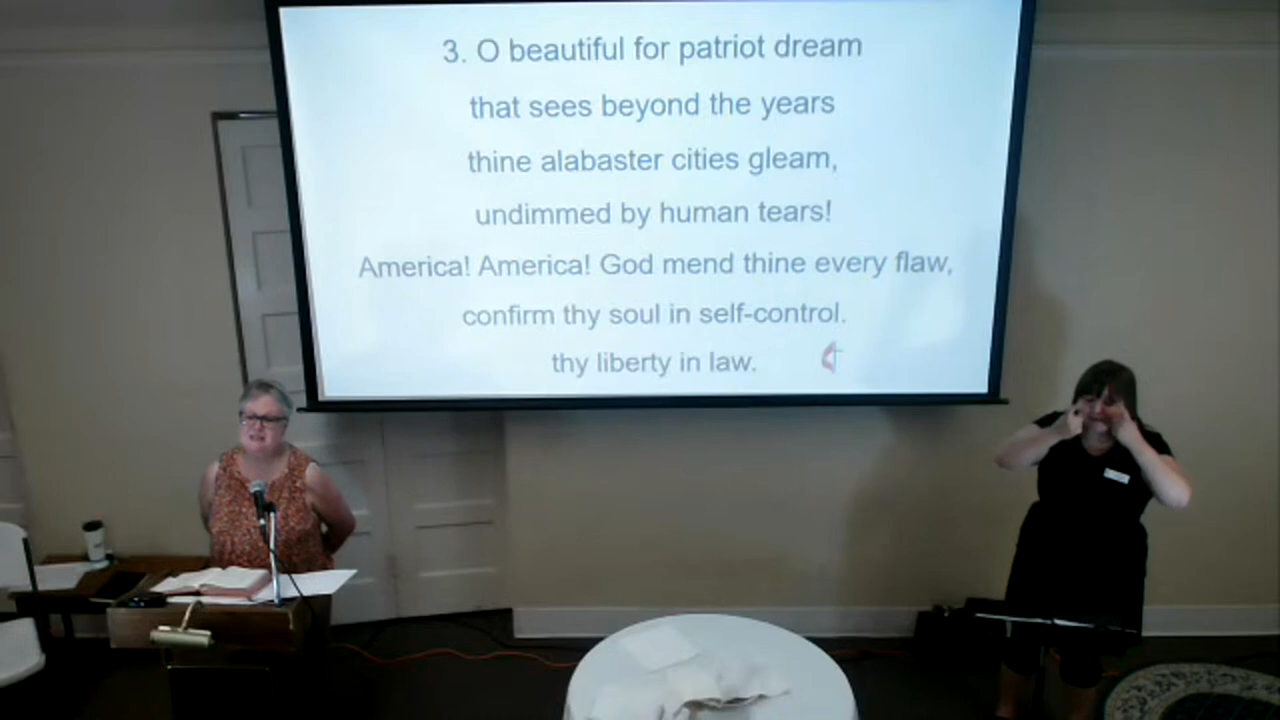 3. O beautiful for patriot dream
that sees beyond the years
thine alabaster cities gleam,
undimmed by human tears!
America! America! God mend thine every flaw,
confirm thy soul in self-control.
thy liberty in law.